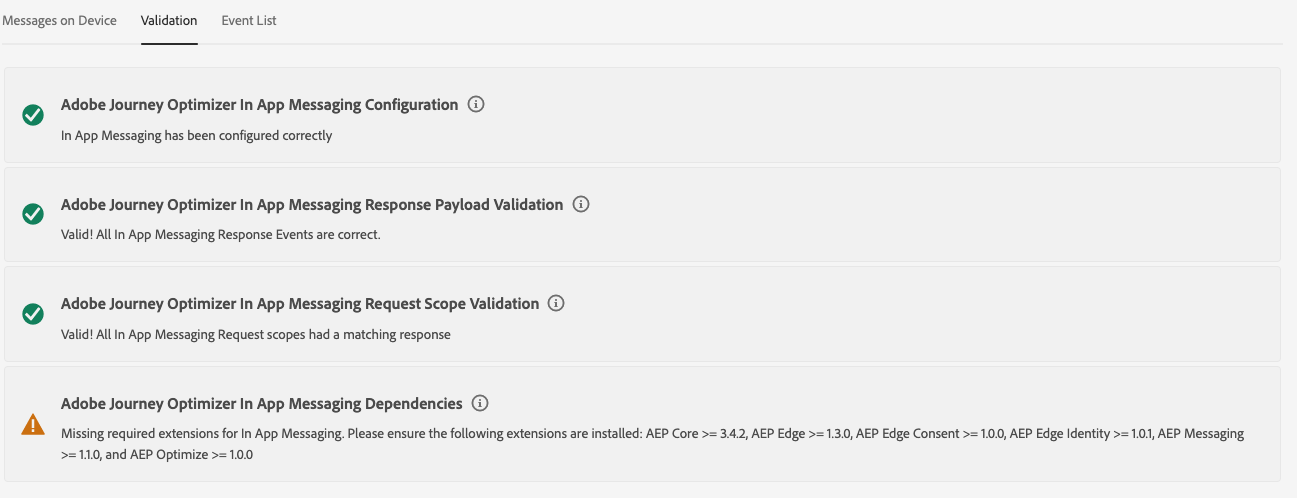 Messages on Device Validation Event List
Adobe Journey Optimizer In App Messaging Configuration
In App Messaging has been configured correctly
Adobe Journey Optimizer In App Messaging Response Payload Validation
Valid! All In App Messaging Response Events are correct.
Adobe Journey Optimizer In App Messaging Request Scope Validation
Valid! All In App Messaging Request scopes had a matching response
Adobe Journey Optimizer In App Messaging Dependencies
Missing required extensions for In App Messaging. Please ensure the following extensions are installed: AEP Core >= 3.4.2, AEP Edge >= 1.3.0, AEP Edge Consent >= 1.0.0, AEP Edge Identity >= 1.0.1, AEP Messaging
>= 1.1.0, and AEP Optimize >= 1.0.0